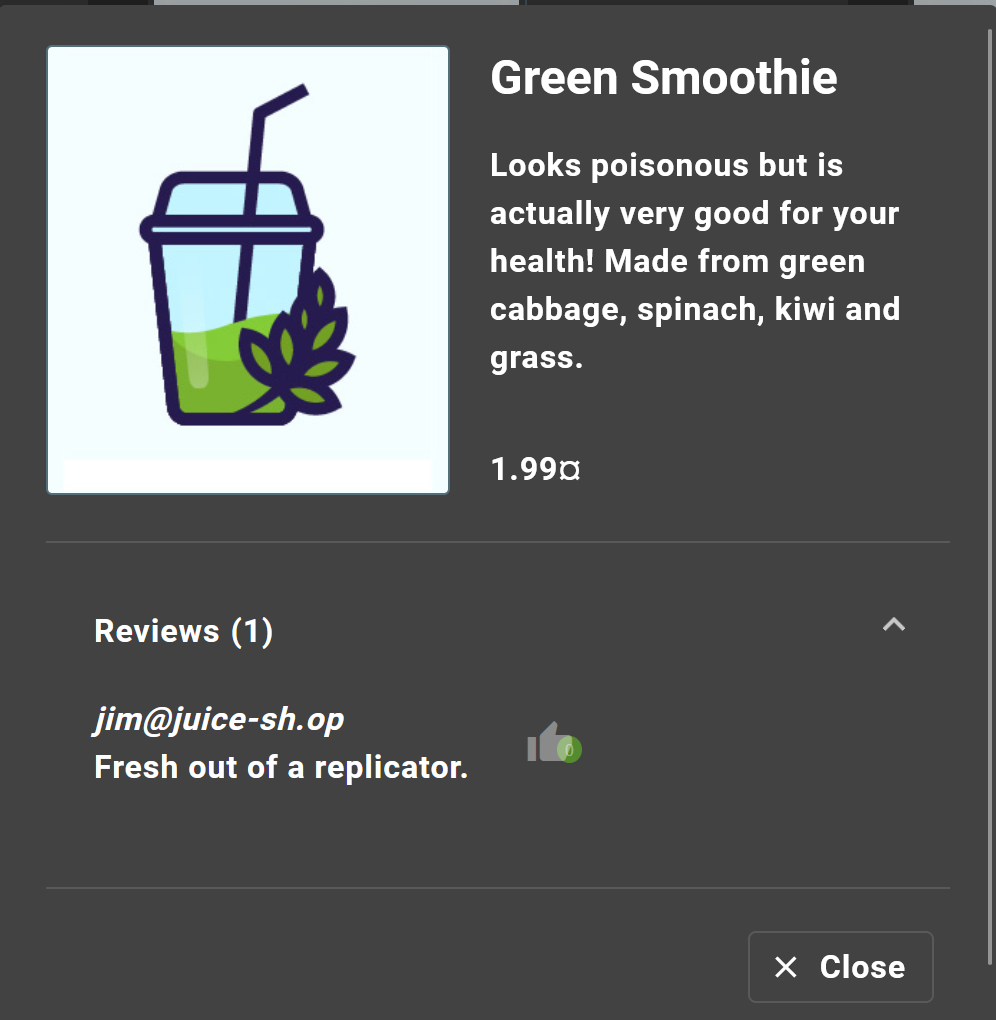 Green Smoothie
Looks poisonous but is
actually very good for your
health! Made from green
cabbage, spinach, kiwi and
grass.
1.99¤
Reviews (1)
jim@juice-sh.op
Fresh out of a replicator.
0
Close